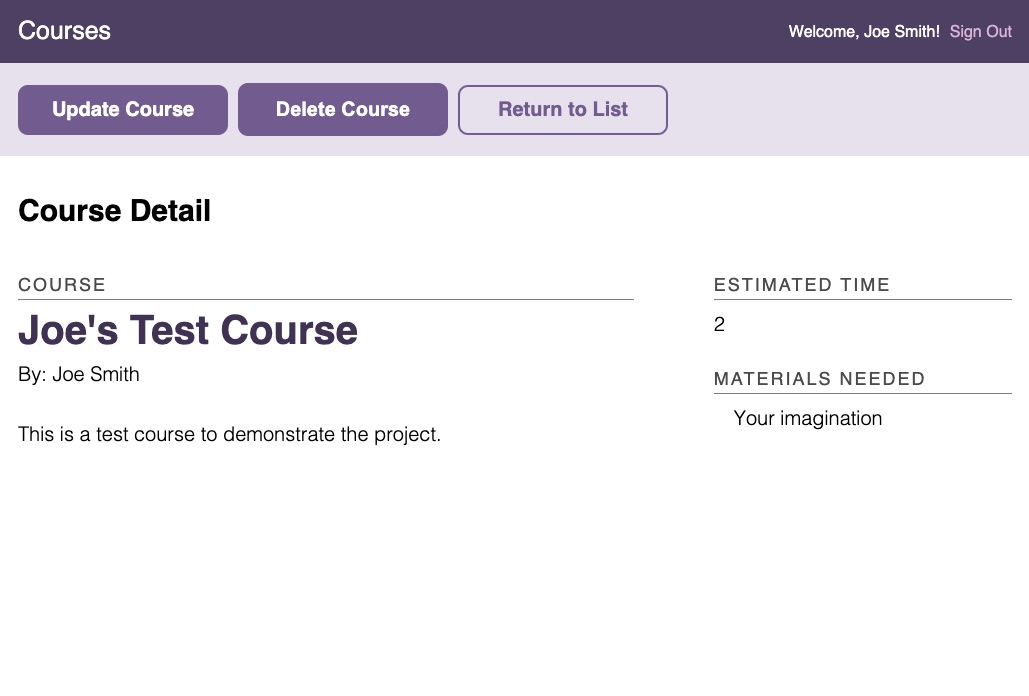 Courses
Welcome, Joe Smith! Sign Out
Update Course
Delete Course
Return to List
Course Detail
COURSE
Joe's Test Course
By: Joe Smith
This is a test course to demonstrate the project.
ESTIMATED TIME
2
MATERIALS NEEDED
Your imagination